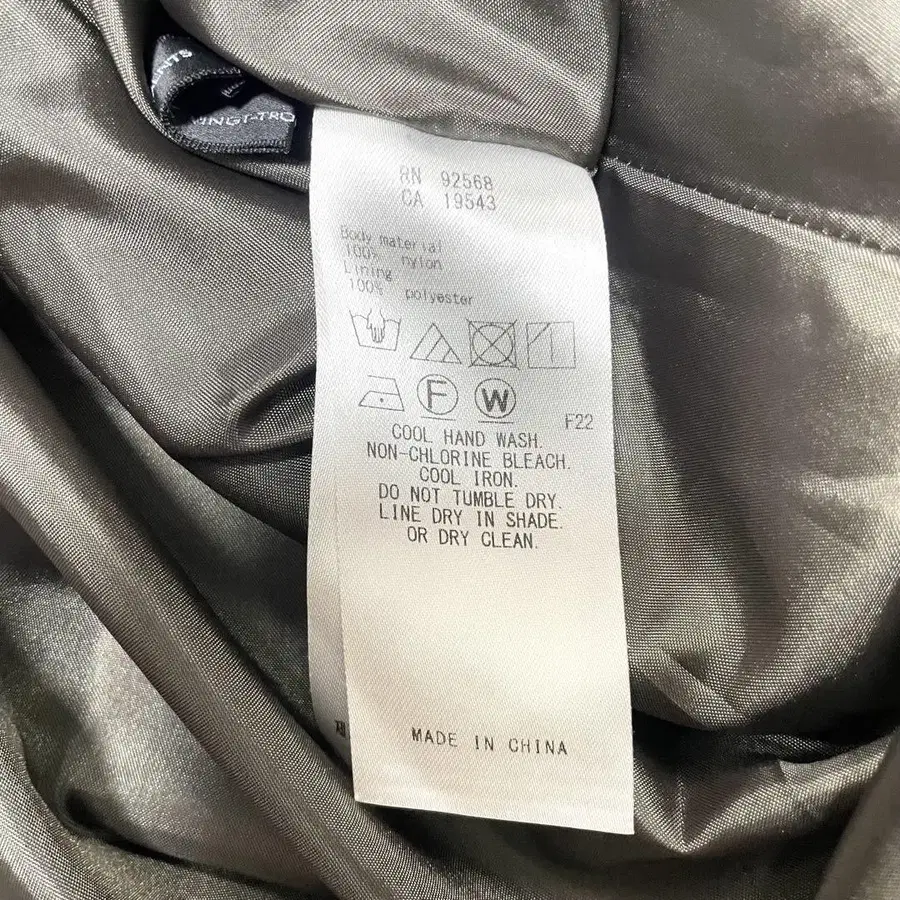 RN 92568
CA 19543
Body material
100% nylon
Lining
100% polyester
F
W
F22
COOL HAND WASH.
NON-CHLORINE BLEACH.
COOL IRON.
DO NOT TUMBLE DRY.
LINE DRY IN SHADE.
OR DRY CLEAN.
MADE IN CHINA